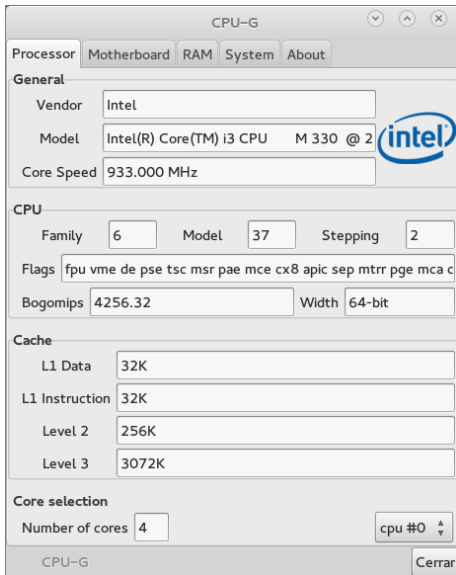 CPU-G
Processor Motherboard RAM System About
General
Vendor Intel
Model Intel(R) Core(TM) i3 CPU M 330 @ 2
intel
Core Speed 933.000 MHz
CPU
Family 6 Model 37 Stepping 2
Flags fpu vme de pse tsc msr pae mce cx8 apic sep mtrr pge mca c
Bogomips 4256.32 Width 64-bit
Cache
L1 Data 32K
L1 Instruction 32K
Level 2 256K
Level 3 3072K
Core selection
Number of cores 4 cpu #0
CPU-G Cerrar